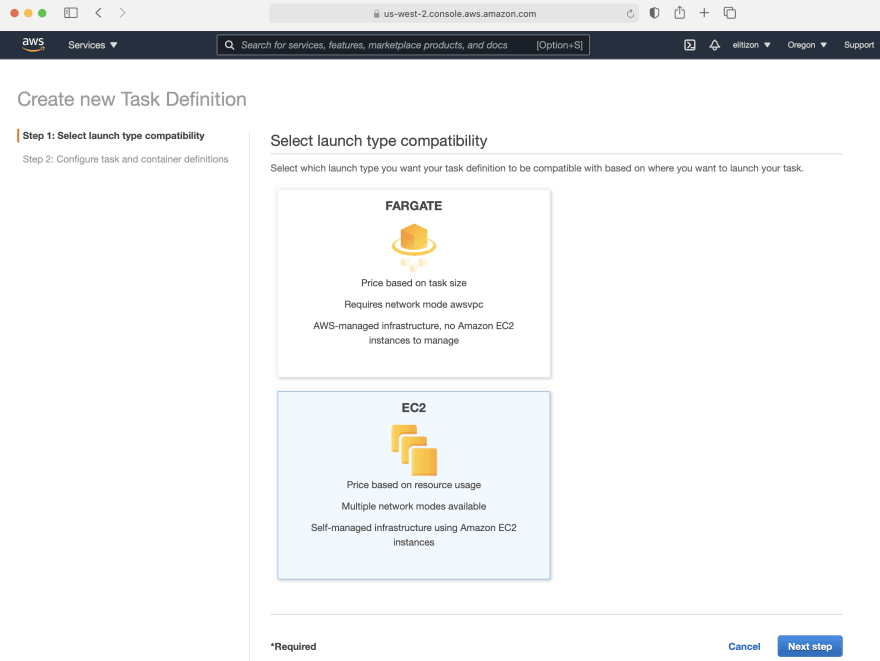 us-west-2.console.aws.amazon.com
aws
Services
Search for services, features, marketplace products, and docs
[Option+S]
elitizon
Oregon
Support
Create new Task Definition
Step 1: Select launch type compatibility
Step 2: Configure task and container definitions
Select launch type compatibility
Select which launch type you want your task definition to be compatible with based on where you want to launch your task.
FARGATE
Price based on task size
Requires network mode awsvpc
AWS-managed infrastructure, no Amazon EC2
instances to manage
EC2
Price based on resource usage
Multiple network modes available
Self-managed infrastructure using Amazon EC2
instances
*Required
Cancel
Next step